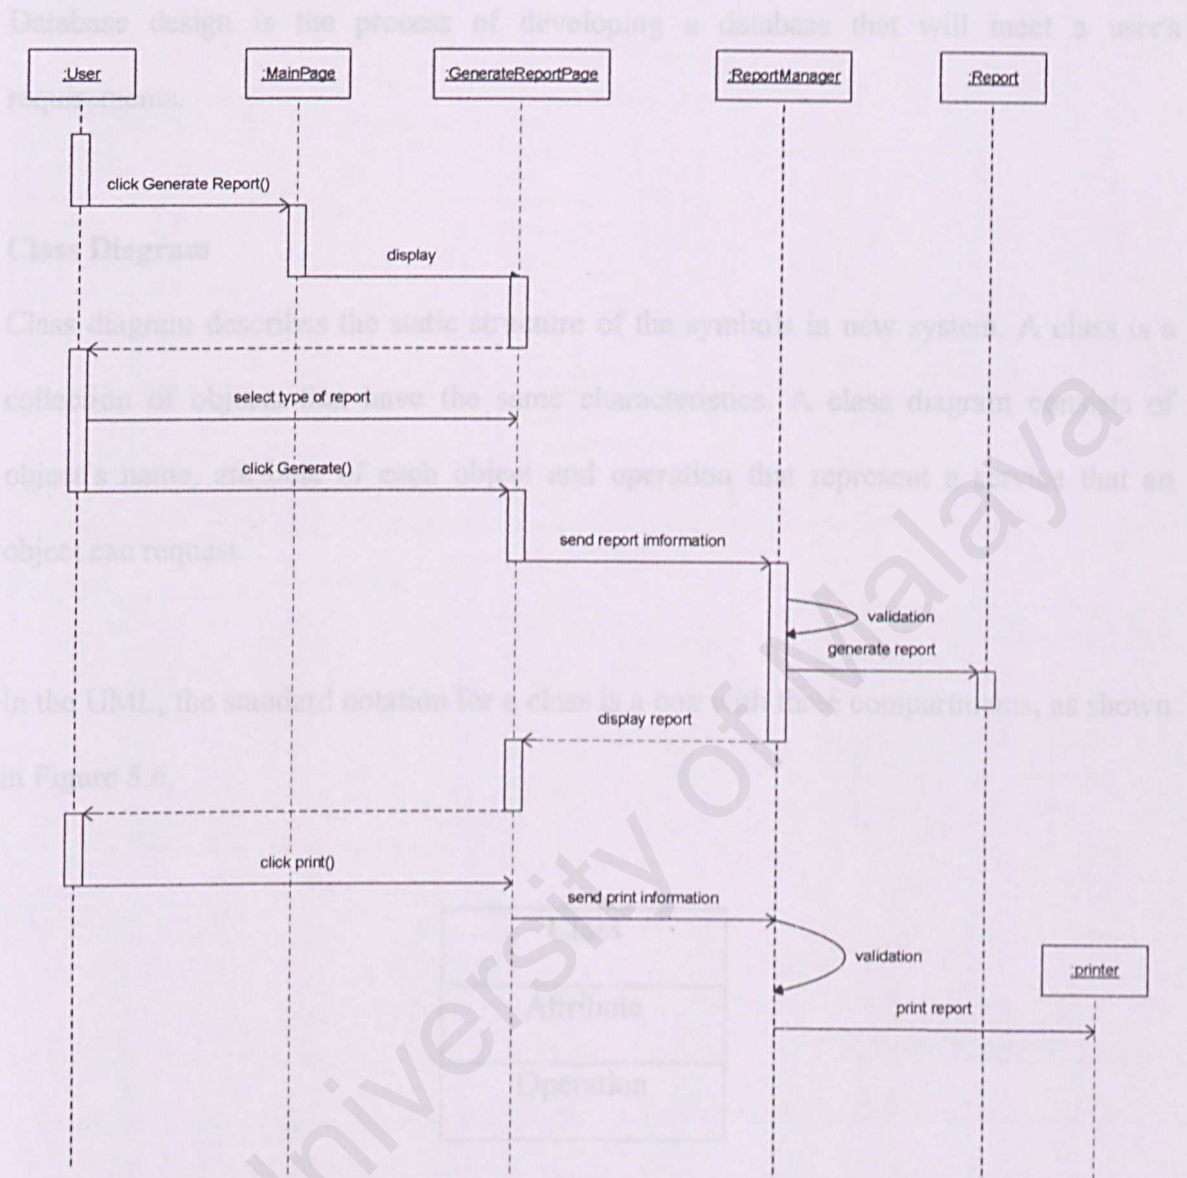 Database design is the process of developing a database that will meet a user's
:User :MainPage :GenerateReportPage :ReportManager :Report
requirements.
click Generate Report()
Class Diagram
display
Class diagram describes the static structure of the symbols in new system. A class is a
select type of report
collection of objects that have the same characteristics. A class diagram consists of
click Generate()
object's name, attribute of each object and operation that represent a service that an
send report imformation
object can request.
validation
generate report
In the UML, the standard notation for a class is a box with three compartments, as shown
display report
in Figure 5.6.
click print()
send print information
Class
validation
:printer
Attribute
print report
Operation
University of Malaya